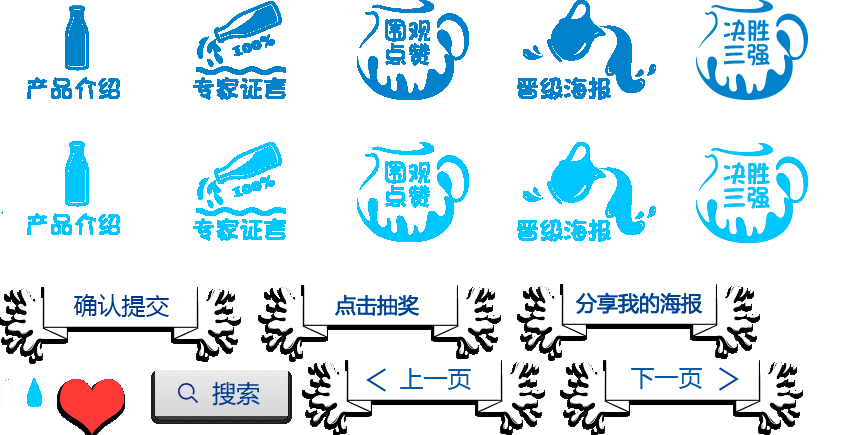 产品介绍
100%
专家证言
围观
点赞
晋级海报
决胜
三强
产品介绍
100%
专家证言
围观
点赞
晋级海报
决胜
三强
确认提交
点击抽奖
分享我的海报
搜索
上一页
下一页